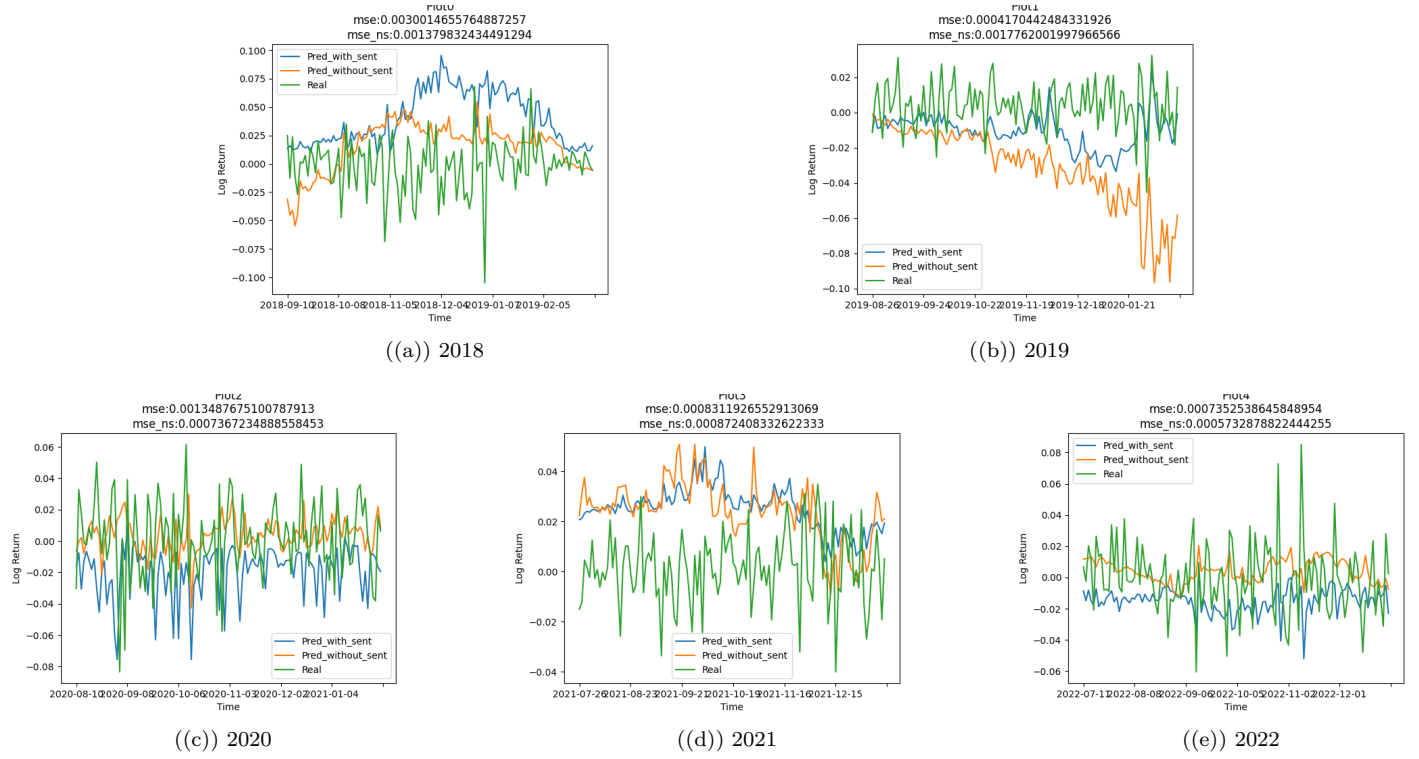 Plot0
mse:0.0030014655764887257
mse_ns:0.001379832434491294
0.100
0.075
0.050
0.025
0.000
−0.025
−0.050
−0.075
−0.100
Log Return
Pred_with_sent
Pred_without_sent
Real
2018-09-10 2018-10-08 2018-11-05 2018-12-04 2019-01-07 2019-02-05
Time
((a)) 2018
Plot1
mse:0.0004170442484331926
mse_ns:0.0017762001997966566
0.02
0.00
−0.02
−0.04
−0.06
−0.08
−0.10
Log Return
Pred_with_sent
Pred_without_sent
Real
2019-08-26 2019-09-24 2019-10-22 2019-11-19 2019-12-18 2020-01-21
Time
((b)) 2019
Plot2
mse:0.0013487675100787913
mse_ns:0.0007367234888558453
0.06
0.04
0.02
0.00
−0.02
−0.04
−0.06
−0.08
Log Return
Pred_with_sent
Pred_without_sent
Real
2020-08-10 2020-09-08 2020-10-06 2020-11-03 2020-12-02 2021-01-04
Time
((c)) 2020
Plot3
mse:0.0008311926552913069
mse_ns:0.000872408332622333
0.04
0.02
0.00
−0.02
−0.04
Log Return
Pred_with_sent
Pred_without_sent
Real
2021-07-26 2021-08-23 2021-09-21 2021-10-19 2021-11-16 2021-12-15
Time
((d)) 2021
Plot4
mse:0.0007352538645848954
mse_ns:0.0005732878822444255
0.08
0.06
0.04
0.02
0.00
−0.02
−0.04
−0.06
Log Return
Pred_with_sent
Pred_without_sent
Real
2022-07-11 2022-08-08 2022-09-06 2022-10-05 2022-11-02 2022-12-01
Time
((e)) 2022